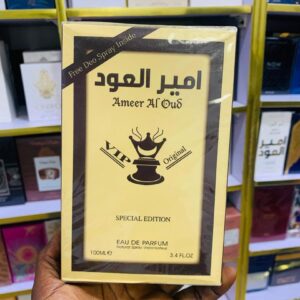 Free Deo Spray Inside
امير العود
Ameer Al Oud
VIP
Original
SPECIAL EDITION
EAU DE PARFUM
100ML℮
3.4 FL.OZ